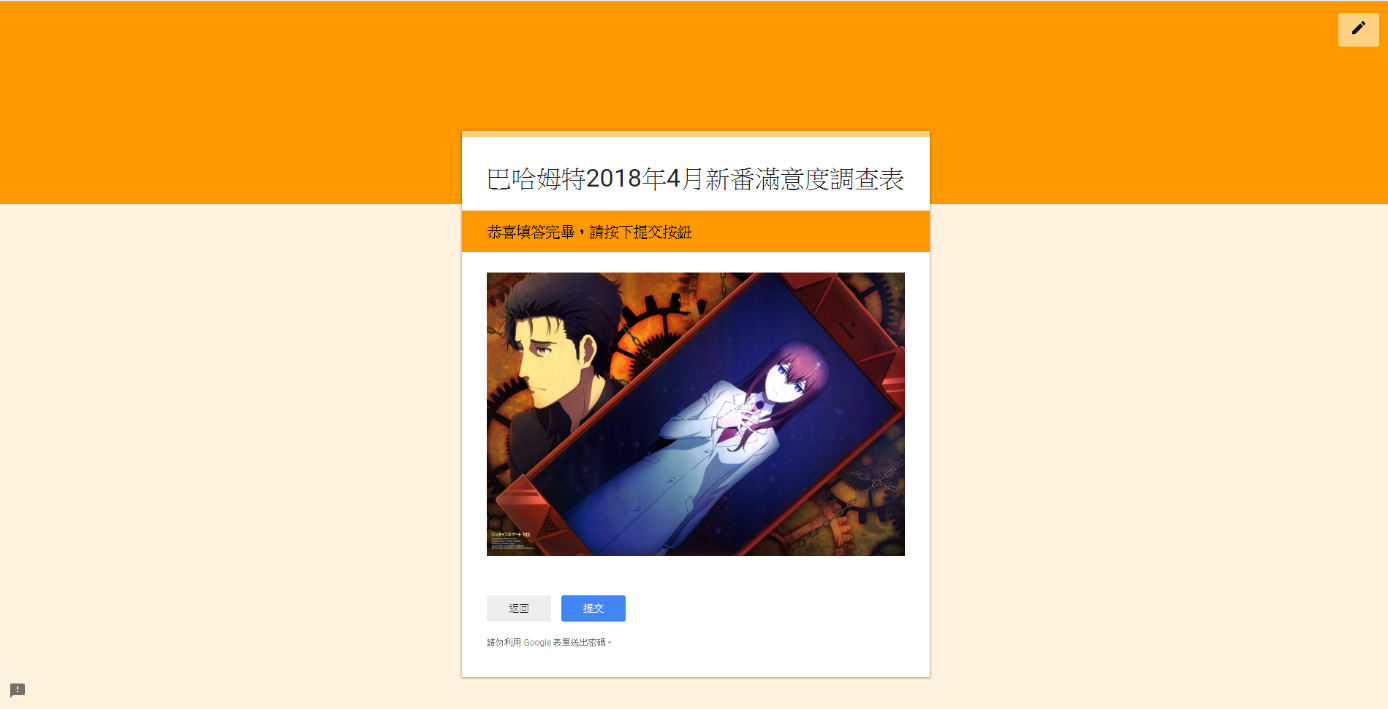 巴哈姆特2018年4月新番滿意度調查表
恭喜填答完畢，請按下提交按鈕
返回
提交
請勿利用 Google 表單送出密碼。